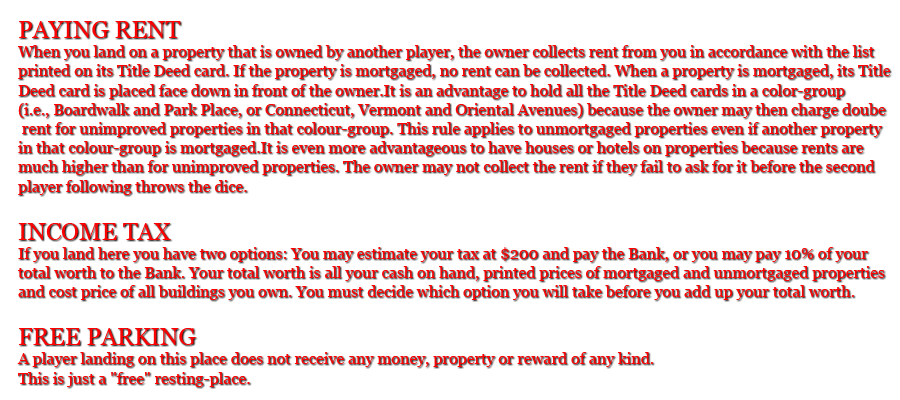 PAYING RENT
When you land on a property that is owned by another player, the owner collects rent from you in accordance with the list
printed on its Title Deed card. If the property is mortgaged, no rent can be collected. When a property is mortgaged, its Title
Deed card is placed face down in front of the owner.It is an advantage to hold all the Title Deed cards in a color-group
(i.e., Boardwalk and Park Place, or Connecticut, Vermont and Oriental Avenues) because the owner may then charge doube
rent for unimproved properties in that colour-group. This rule applies to unmortgaged properties even if another property
in that colour-group is mortgaged.It is even more advantageous to have houses or hotels on properties because rents are
much higher than for unimproved properties. The owner may not collect the rent if they fail to ask for it before the second
player following throws the dice.
INCOME TAX
If you land here you have two options: You may estimate your tax at $200 and pay the Bank, or you may pay 10% of your
total worth to the Bank. Your total worth is all your cash on hand, printed prices of mortgaged and unmortgaged properties
and cost price of all buildings you own. You must decide which option you will take before you add up your total worth.
FREE PARKING
A player landing on this place does not receive any money, property or reward of any kind.
This is just a "free" resting-place.